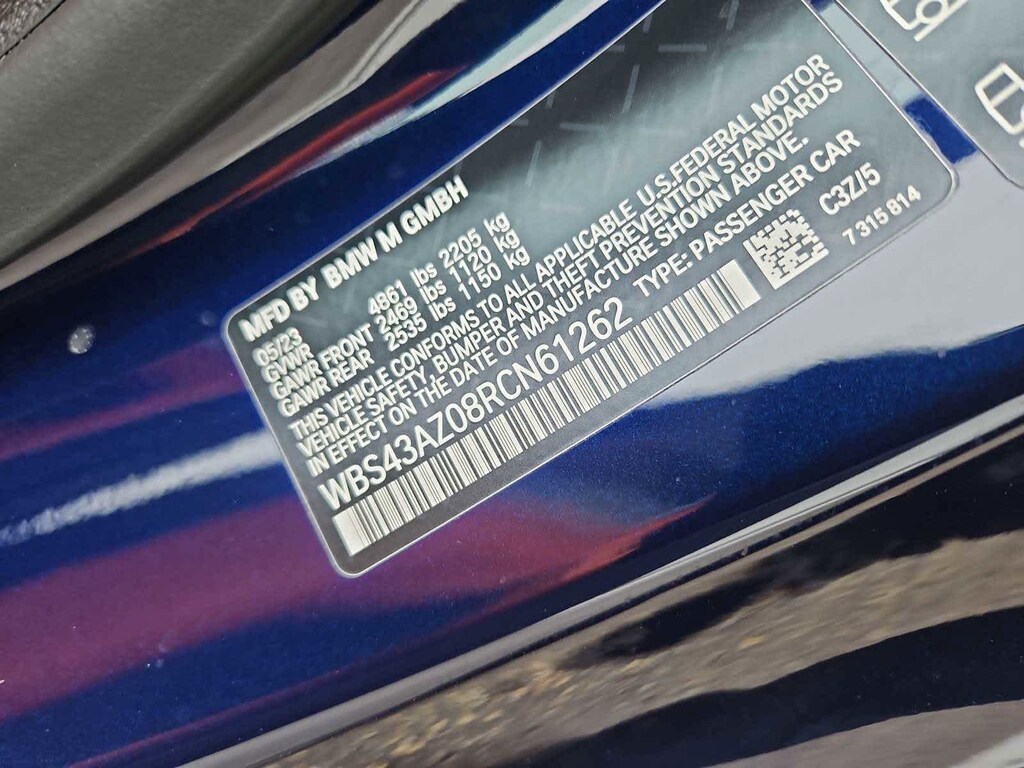 MFD BY BMW M GMBH
05/23
GVWR 4861 lbs 2205 kg
GAWR FRONT 2469 lbs 1120 kg
GAWR REAR 2535 lbs 1150 kg
THIS VEHICLE CONFORMS TO ALL APPLICABLE U.S.FEDERAL MOTOR
VEHICLE SAFETY, BUMPER AND THEFT PREVENTION STANDARDS
IN EFFECT ON THE DATE OF MANUFACTURE SHOWN ABOVE.
WBS43AZ08RCN61262 TYPE: PASSENGER CAR
C3Z/5
7 315 814